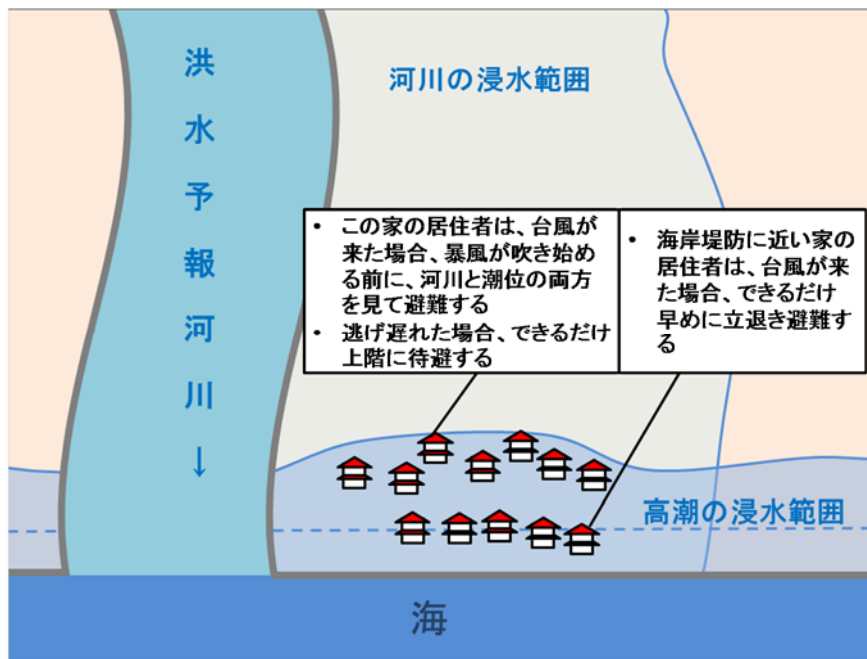 洪水予報河川↓
河川の浸水範囲
• この家の居住者は、台風が
来た場合、暴風が吹き始め
る前に、河川と潮位の両方
を見て避難する
• 逃げ遅れた場合、できるだけ
上階に待避する
• 海岸堤防に近い家の
居住者は、台風が来
た場合、できるだけ
早めに立退き避難す
る
高潮の浸水範囲
海